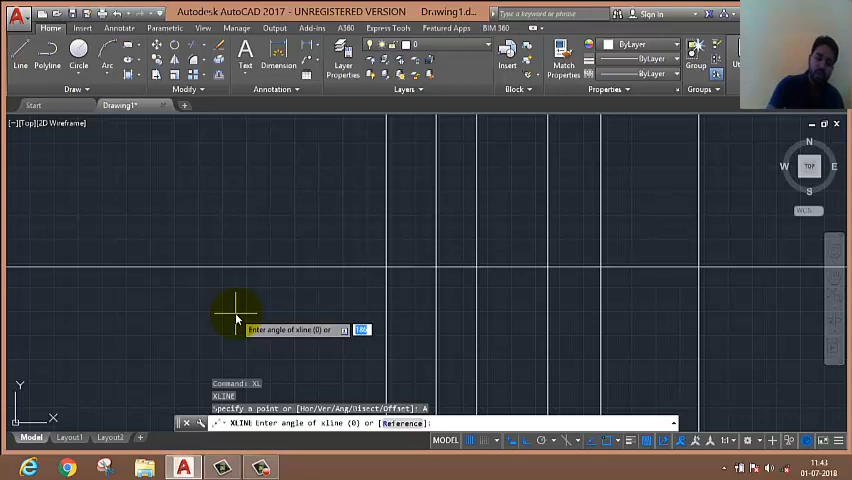 Autodesk AutoCAD 2017 - UNREGISTERED VERSION Drawing1.d... Type a keyword or phrase Sign In
Home Insert Annotate Parametric View Manage Output Add-ins A360 Express Tools Featured Apps BIM 360
Line Polyline Circle Arc Text Dimension Layer Properties 0 Insert Match Properties ByLayer ByLayer ByLayer Group
Draw Modify Annotation Layers Block Properties Groups
Start Drawing1*
[−][Top][2D Wireframe]
N
W TOP E
S
WCS
Enter angle of xline (0) or
Y
X
Command: XL
XLINE
Specify a point or [Hor/Ver/Ang/Bisect/Offset]: A
XLINE Enter angle of xline (0) or [Reference]:
Model Layout1 Layout2 MODEL 1:1
11.43
01-07-2018